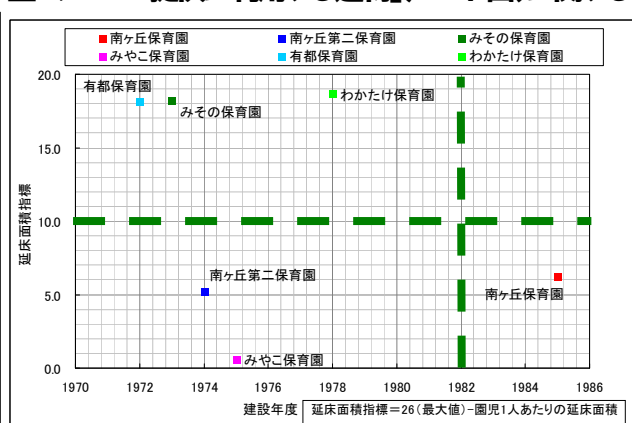 南ヶ丘保育園 南ヶ丘第二保育園 みその保育園
みやこ保育園 有都保育園 わかたけ保育園
20.0
有都保育園
わかたけ保育園
みその保育園
15.0
延床面積指標
10.0
南ヶ丘第二保育園
5.0
南ヶ丘保育園
みやこ保育園
0.0
1970 1972 1974 1976 1978 1980 1982 1984 1986
建設年度
延床面積指標=26(最大値)-園児1人あたりの延床面積